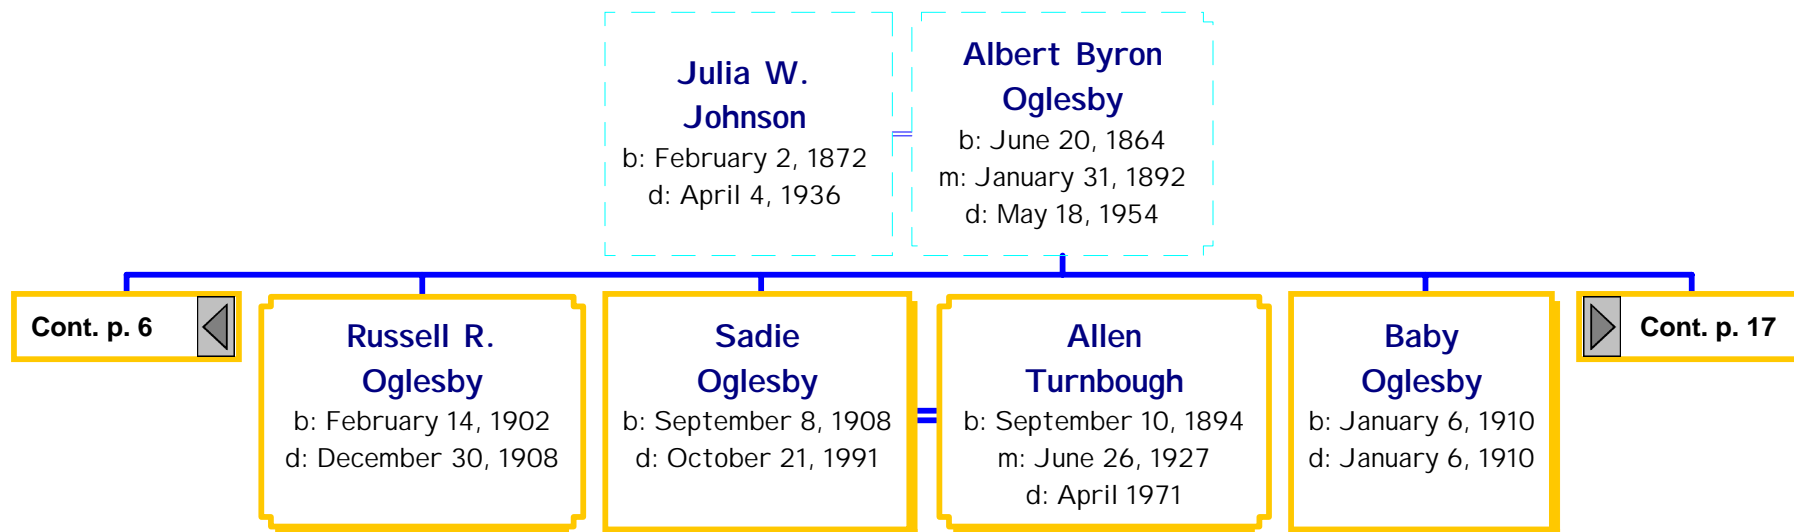 Julia W.
Johnson
b: February 2, 1872
d: April 4, 1936
Albert Byron
Oglesby
b: June 20, 1864
m: January 31, 1892
d: May 18, 1954
Cont. p. 6
Russell R.
Oglesby
b: February 14, 1902
d: December 30, 1908
Sadie
Oglesby
b: September 8, 1908
d: October 21, 1991
Allen
Turnbough
b: September 10, 1894
m: June 26, 1927
d: April 1971
Baby
Oglesby
b: January 6, 1910
d: January 6, 1910
Cont. p. 17